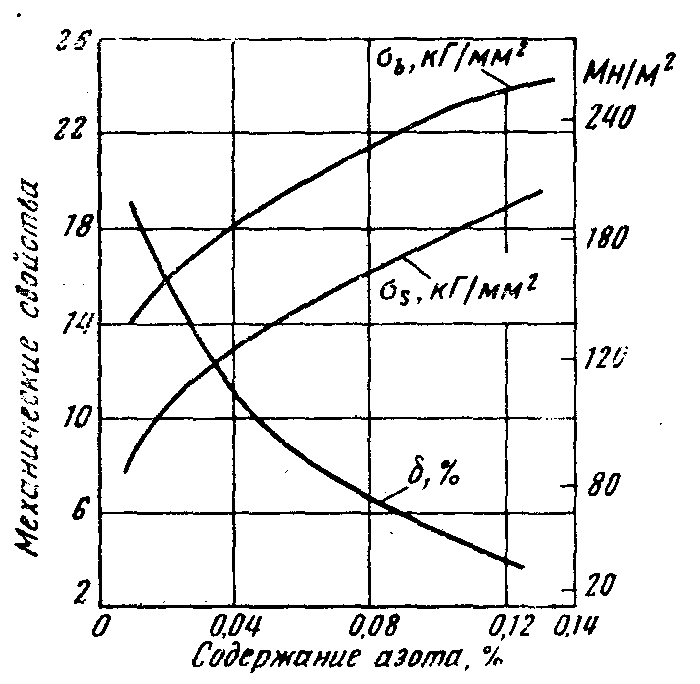 Механические свойства
26
22
18
14
10
6
2
σb, кГ/мм²
σs, кГ/мм²
δ, %
Мн/м²
240
180
120
80
20
0 0,04 0,08 0,12 0,14
Содержание азота, %